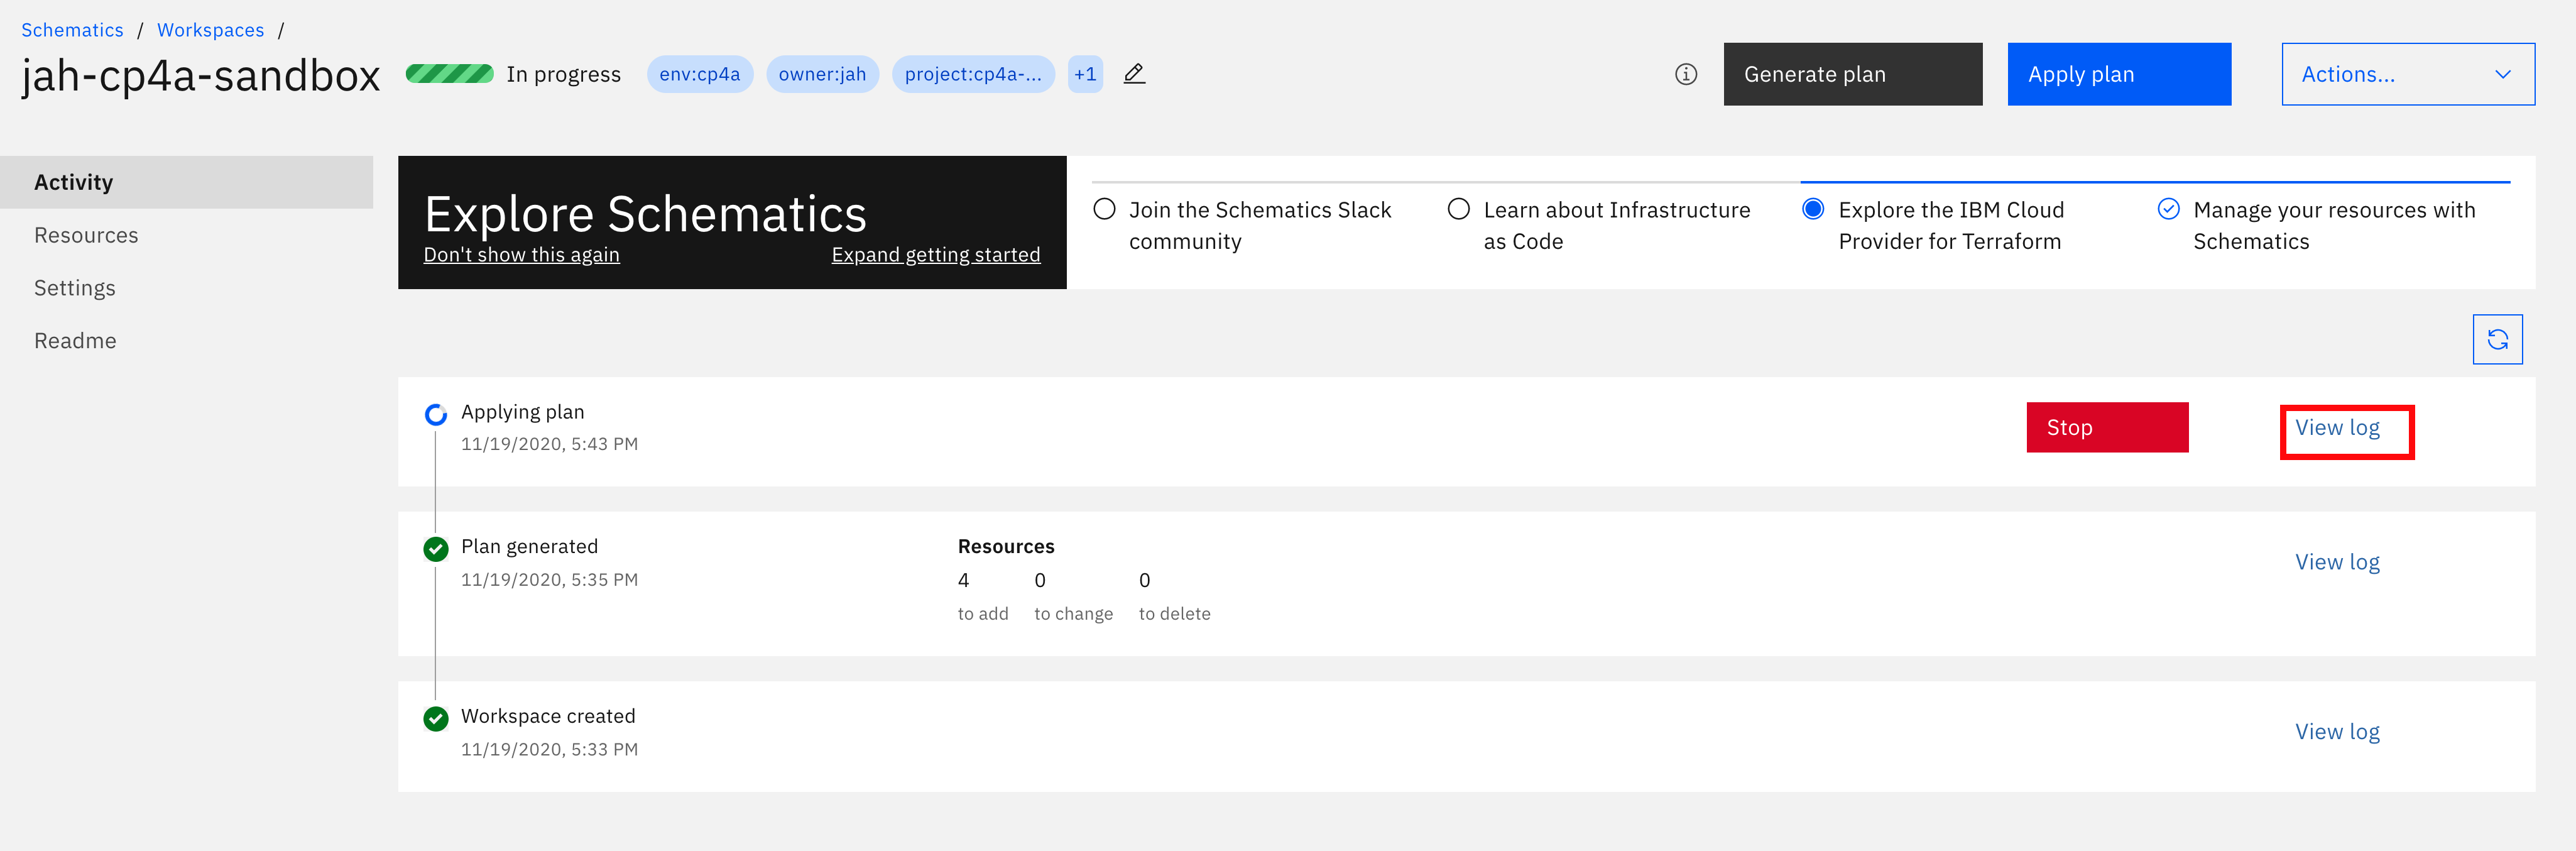 Schematics / Workspaces /
jah-cp4a-sandbox In progress env:cp4a owner:jah project:cp4a-... +1 Generate plan Apply plan Actions...
Activity
Resources
Settings
Readme
Explore Schematics
Don't show this again Expand getting started
Join the Schematics Slack
community
Learn about Infrastructure
as Code
Explore the IBM Cloud
Provider for Terraform
Manage your resources with
Schematics
Applying plan
11/19/2020, 5:43 PM
Stop View log
Plan generated
11/19/2020, 5:35 PM
Resources
4 0 0
to add to change to delete
View log
Workspace created
11/19/2020, 5:33 PM
View log